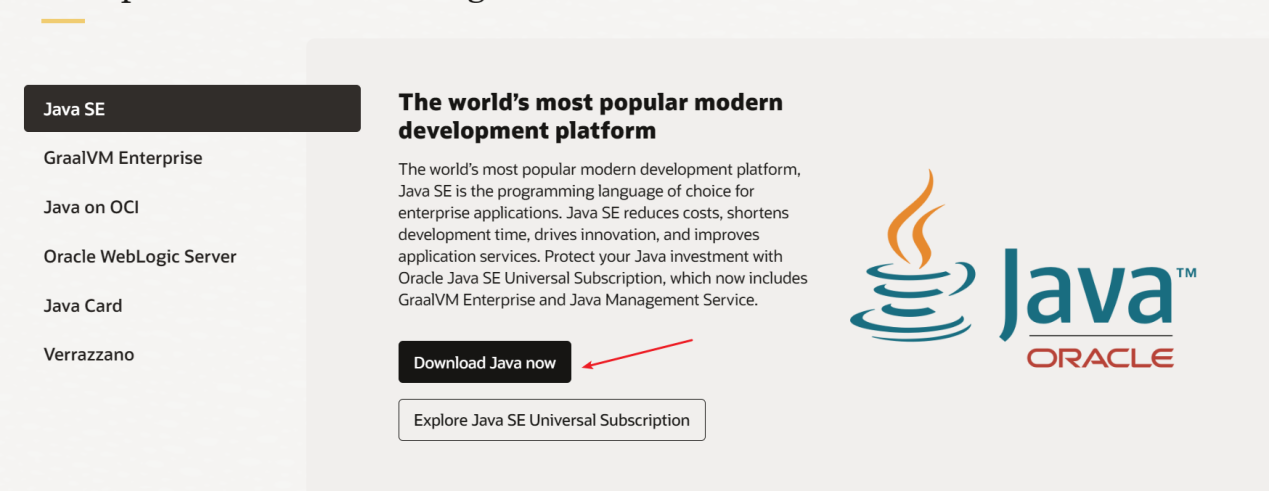 Java SE
GraalVM Enterprise
Java on OCI
Oracle WebLogic Server
Java Card
Verrazzano
The world's most popular modern
development platform
The world's most popular modern development platform,
Java SE is the programming language of choice for
enterprise applications. Java SE reduces costs, shortens
development time, drives innovation, and improves
application services. Protect your Java investment with
Oracle Java SE Universal Subscription, which now includes
GraalVM Enterprise and Java Management Service.
Download Java now
Explore Java SE Universal Subscription
Java™
ORACLE